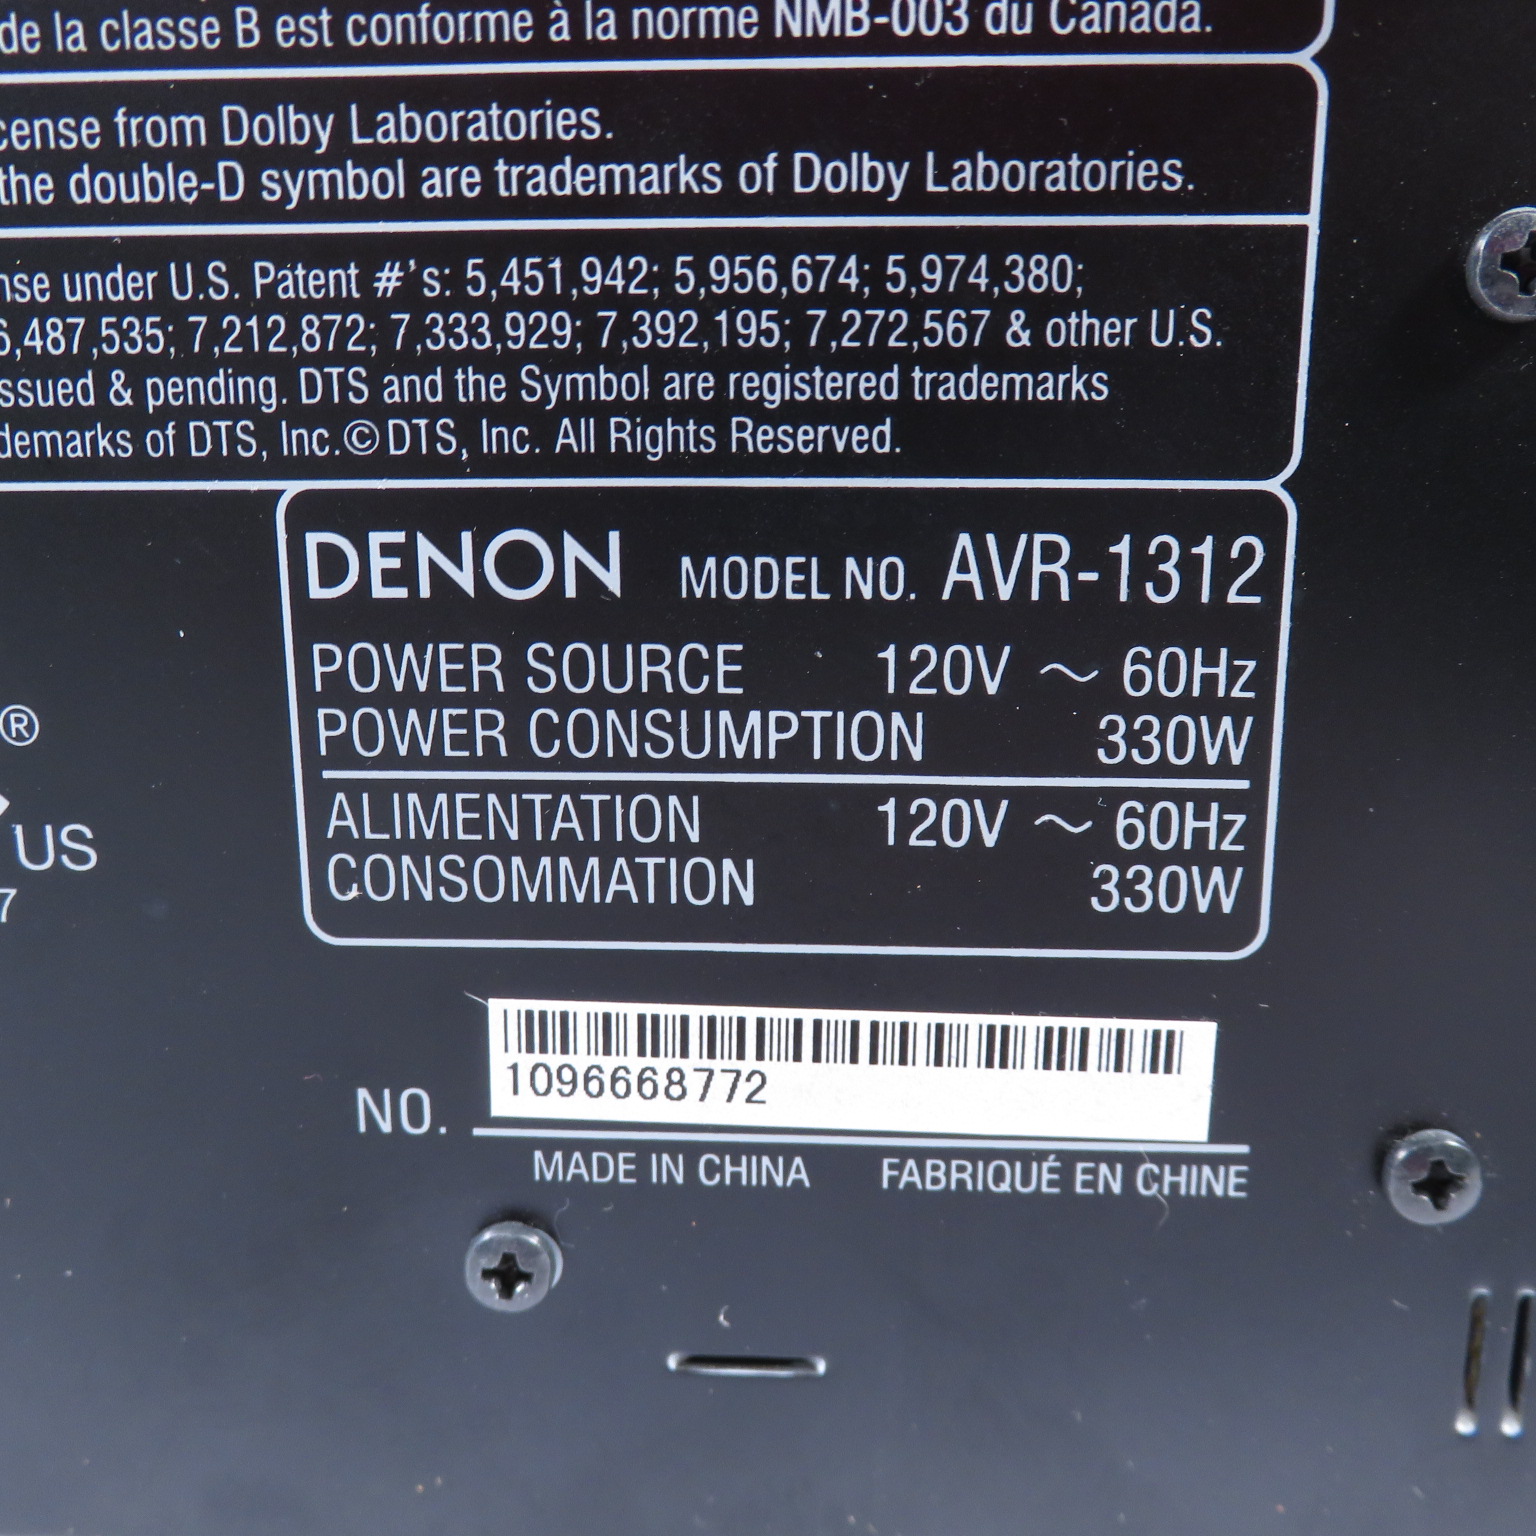 de la classe B est conforme à la norme NMB-003 du Canada.
cense from Dolby Laboratories.
the double-D symbol are trademarks of Dolby Laboratories.
nse under U.S. Patent #'s: 5,451,942; 5,956,674; 5,974,380;
6,487,535; 7,212,872; 7,333,929; 7,392,195; 7,272,567 & other U.S.
ssued & pending. DTS and the Symbol are registered trademarks
demarks of DTS, Inc.© DTS, Inc. All Rights Reserved.
DENON MODEL NO. AVR-1312
POWER SOURCE 120V ~ 60Hz
POWER CONSUMPTION 330W
ALIMENTATION 120V ~ 60Hz
CONSOMMATION 330W
®
US
7
1096668772
NO.
MADE IN CHINA FABRIQUÉ EN CHINE